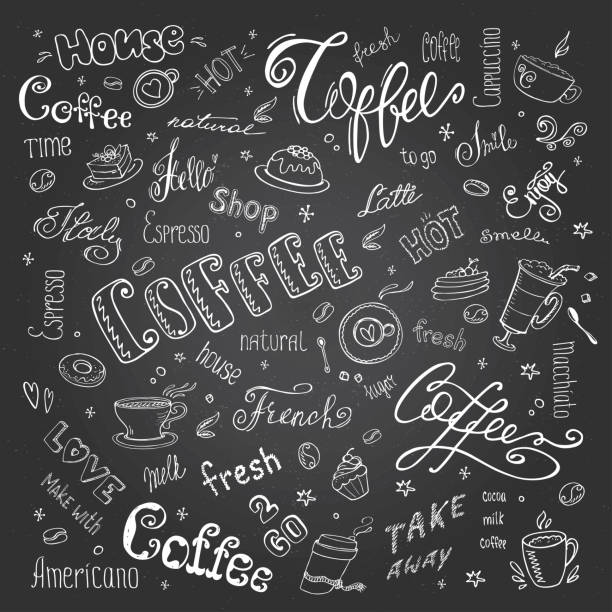 HOUSE
HOT
fresh
Coffee
Cappuccino
Coffee
Coffee
TIME
natural
to go
Smile
Hello
Enjoy
Shop
Latte
Italy
Espresso
HOT
smell
COFFEE
Espresso
natural
fresh
house
sugar
Macchiato
French
Coffee
LOVE
Milk
fresh
MAKE with
2 GO
cocoa
milk
coffee
TAKE
AWAY
Coffee
Americano